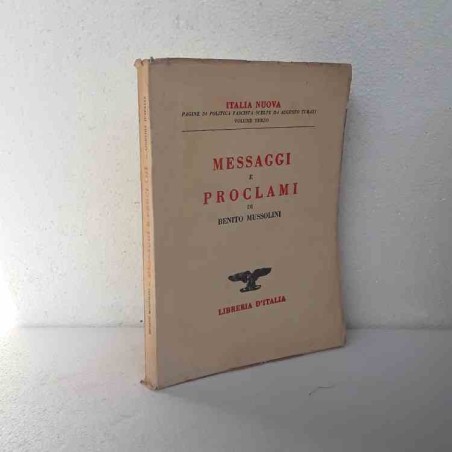 ITALIA NUOVA
PAGINE DI POLITICA FASCISTA SCELTE DA AUGUSTO TURATI
VOLUME TERZO
MESSAGGI
E
PROCLAMI
DI
BENITO MUSSOLINI
LIBRERIA D'ITALIA